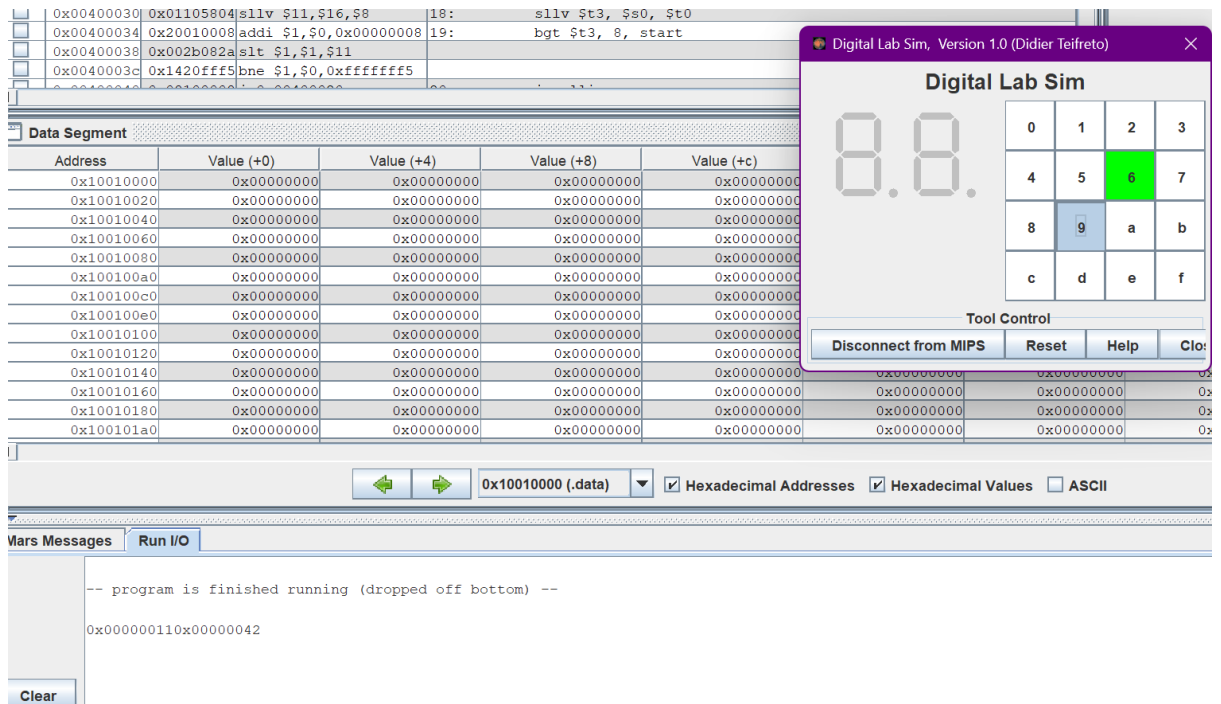 0x00400030 0x01105804 sllv $11,$16,$8 18: sllv $t3, $s0, $t0
0x00400034 0x20010008 addi $1,$0,0x00000008 19: bgt $t3, 8, start
0x00400038 0x002b082a slt $1,$1,$11
0x0040003c 0x1420fff5 bne $1,$0,0xfffffff5
Digital Lab Sim, Version 1.0 (Didier Teifreto)
Digital Lab Sim
8.8.
0 1 2 3
4 5 6 7
8 9 a b
c d e f
Tool Control
Disconnect from MIPS Reset Help Clos
Data Segment
Address Value (+0) Value (+4) Value (+8) Value (+c)
0x10010000 0x00000000 0x00000000 0x00000000 0x00000000
0x10010020 0x00000000 0x00000000 0x00000000 0x00000000
0x10010040 0x00000000 0x00000000 0x00000000 0x00000000
0x10010060 0x00000000 0x00000000 0x00000000 0x00000000
0x10010080 0x00000000 0x00000000 0x00000000 0x00000000
0x100100a0 0x00000000 0x00000000 0x00000000 0x00000000
0x100100c0 0x00000000 0x00000000 0x00000000 0x00000000
0x100100e0 0x00000000 0x00000000 0x00000000 0x00000000
0x10010100 0x00000000 0x00000000 0x00000000 0x00000000
0x10010120 0x00000000 0x00000000 0x00000000 0x00000000
0x10010140 0x00000000 0x00000000 0x00000000 0x00000000 0x00000000 0x00000000 0x
0x10010160 0x00000000 0x00000000 0x00000000 0x00000000 0x00000000 0x00000000 0x
0x10010180 0x00000000 0x00000000 0x00000000 0x00000000 0x00000000 0x00000000 0x
0x100101a0 0x00000000 0x00000000 0x00000000 0x00000000 0x00000000 0x00000000 0x
0x10010000 (.data) Hexadecimal Addresses Hexadecimal Values ASCII
Mars Messages Run I/O
-- program is finished running (dropped off bottom) --
0x000000110x00000042
Clear